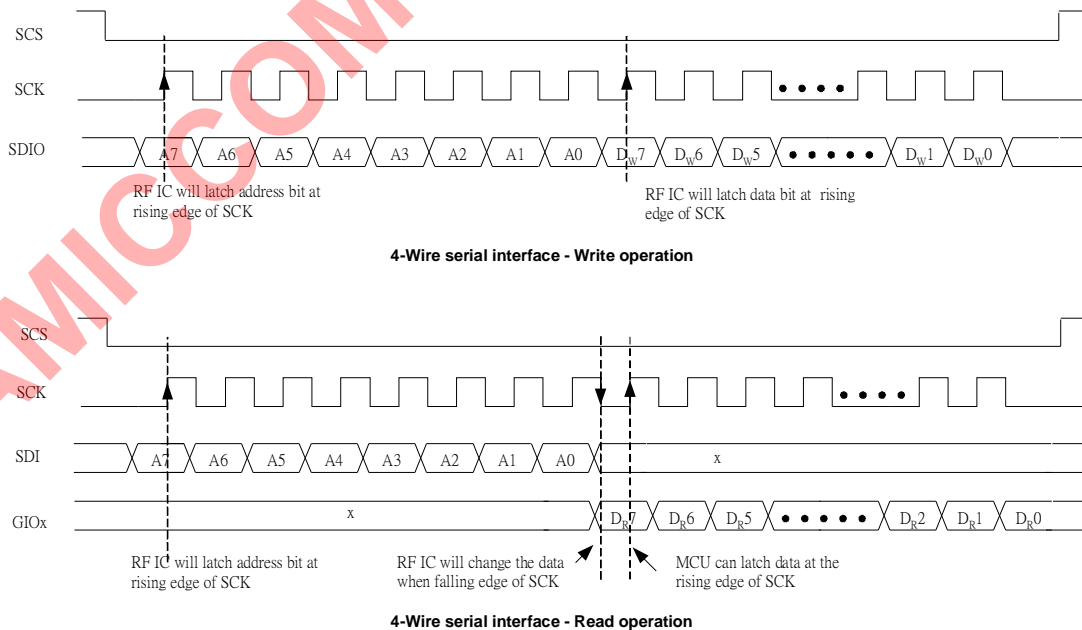 AMICCOM
SCS
SCK
SDIO A7 A6 A5 A4 A3 A2 A1 A0 DW7 DW6 DW5 DW1 DW0
RF IC will latch address bit at
rising edge of SCK
RF IC will latch data bit at rising
edge of SCK
4-Wire serial interface - Write operation
SCS
SCK
SDI A7 A6 A5 A4 A3 A2 A1 A0 x
GIOx x DR7 DR6 DR5 DR2 DR1 DR0
RF IC will latch address bit at
rising edge of SCK
RF IC will change the data
when falling edge of SCK
MCU can latch data at the
rising edge of SCK
4-Wire serial interface - Read operation